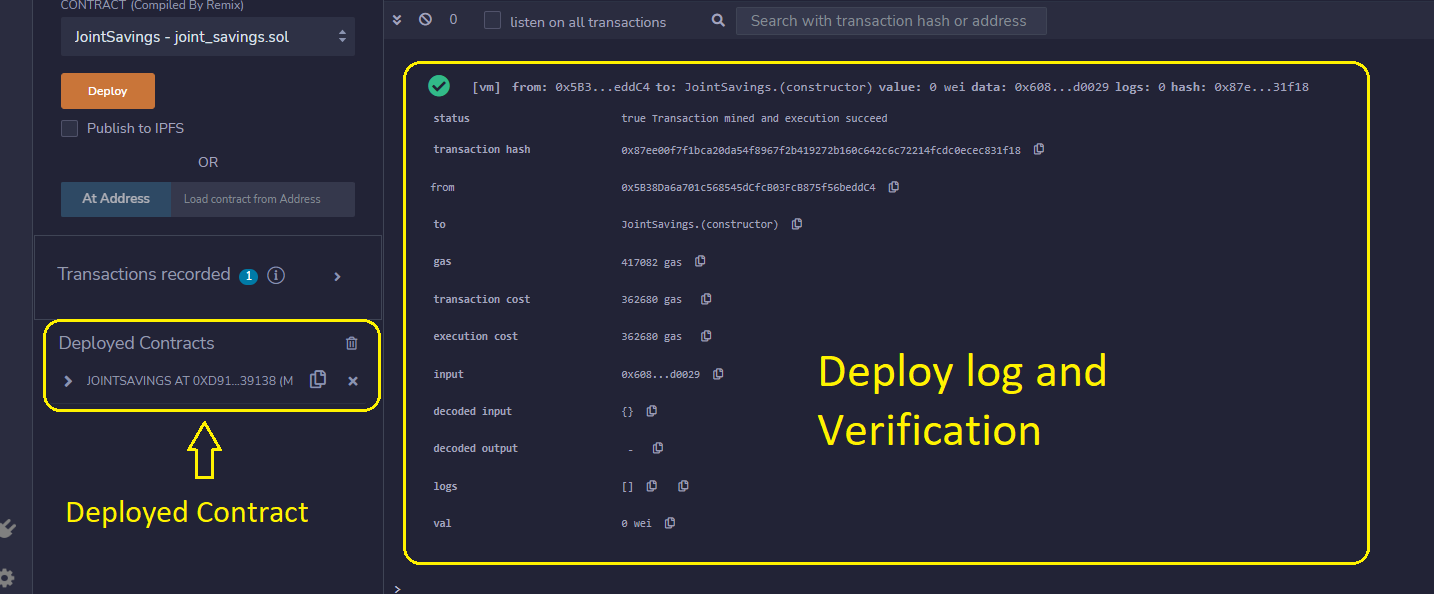 CONTRACT (Compiled By Remix)
JointSavings - joint_savings.sol
Deploy
Publish to IPFS
OR
At Address Load contract from Address
Transactions recorded 1 i
Deployed Contracts
JOINTSAVINGS AT 0XD91...39138 (M
Deployed Contract
0 listen on all transactions Search with transaction hash or address
[vm] from: 0x5B3...eddC4 to: JointSavings.(constructor) value: 0 wei data: 0x608...d0029 logs: 0 hash: 0x87e...31f18
status true Transaction mined and execution succeed
transaction hash 0x87ee00f7f1bca20da54f8967f2b419272b160c642c6c72214fcdc0ecec831f18
from 0x5B38Da6a701c568545dCfcB03FcB875f56beddC4
to JointSavings.(constructor)
gas 417082 gas
transaction cost 362680 gas
execution cost 362680 gas
input 0x608...d0029
decoded input {}
decoded output -
logs []
val 0 wei
>
Deploy log and
Verification